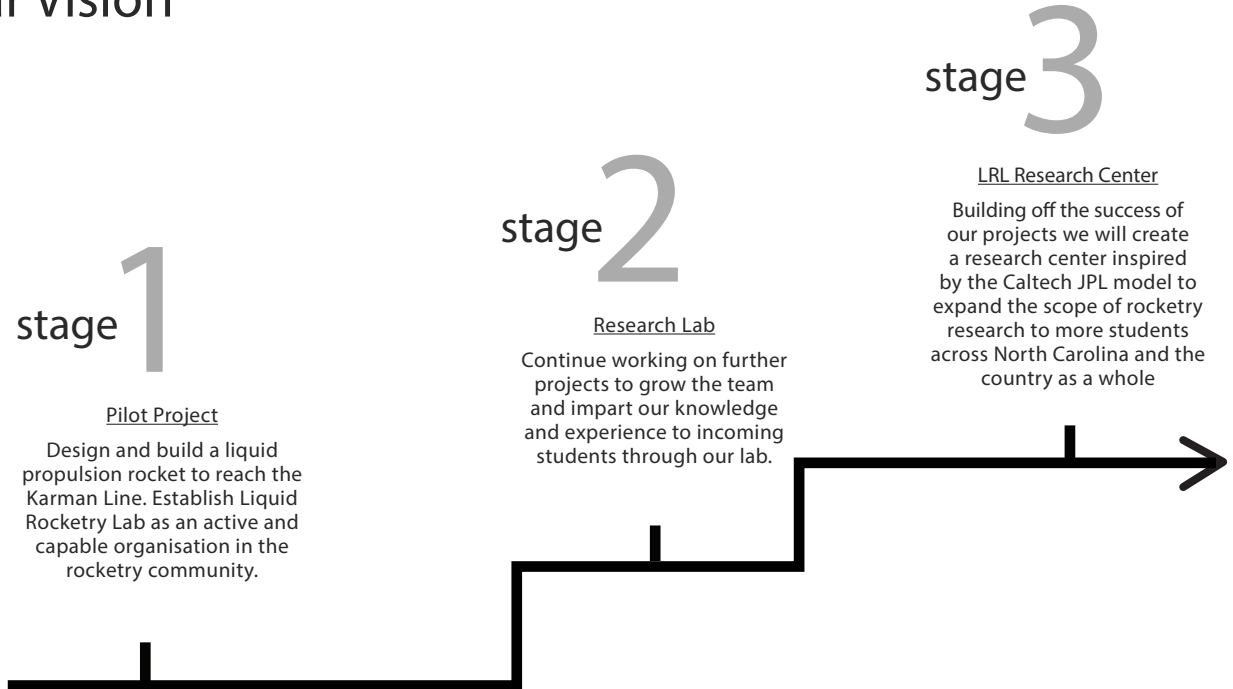 Vision
stage 1
Pilot Project
Design and build a liquid
propulsion rocket to reach the
Karman Line. Establish Liquid
Rocketry Lab as an active and
capable organisation in the
rocketry community.
stage 2
Research Lab
Continue working on further
projects to grow the team
and impart our knowledge
and experience to incoming
students through our lab.
stage 3
LRL Research Center
Building off the success of
our projects we will create
a research center inspired
by the Caltech JPL model to
expand the scope of rocketry
research to more students
across North Carolina and the
country as a whole